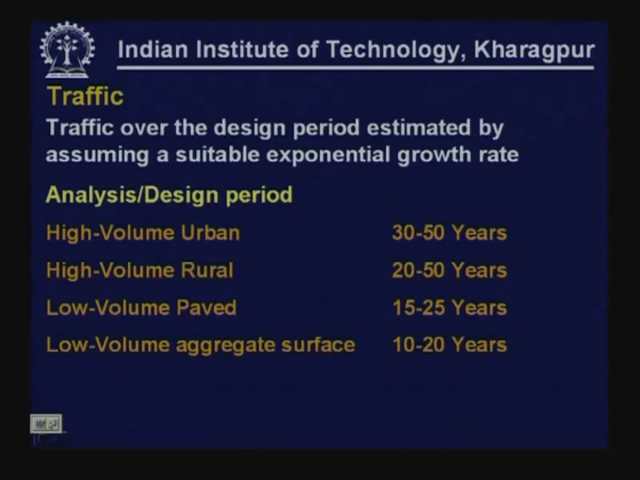 Indian Institute of Technology, Kharagpur
Traffic
Traffic over the design period estimated by
assuming a suitable exponential growth rate
Analysis/Design period
High-Volume Urban 30-50 Years
High-Volume Rural 20-50 Years
Low-Volume Paved 15-25 Years
Low-Volume aggregate surface 10-20 Years